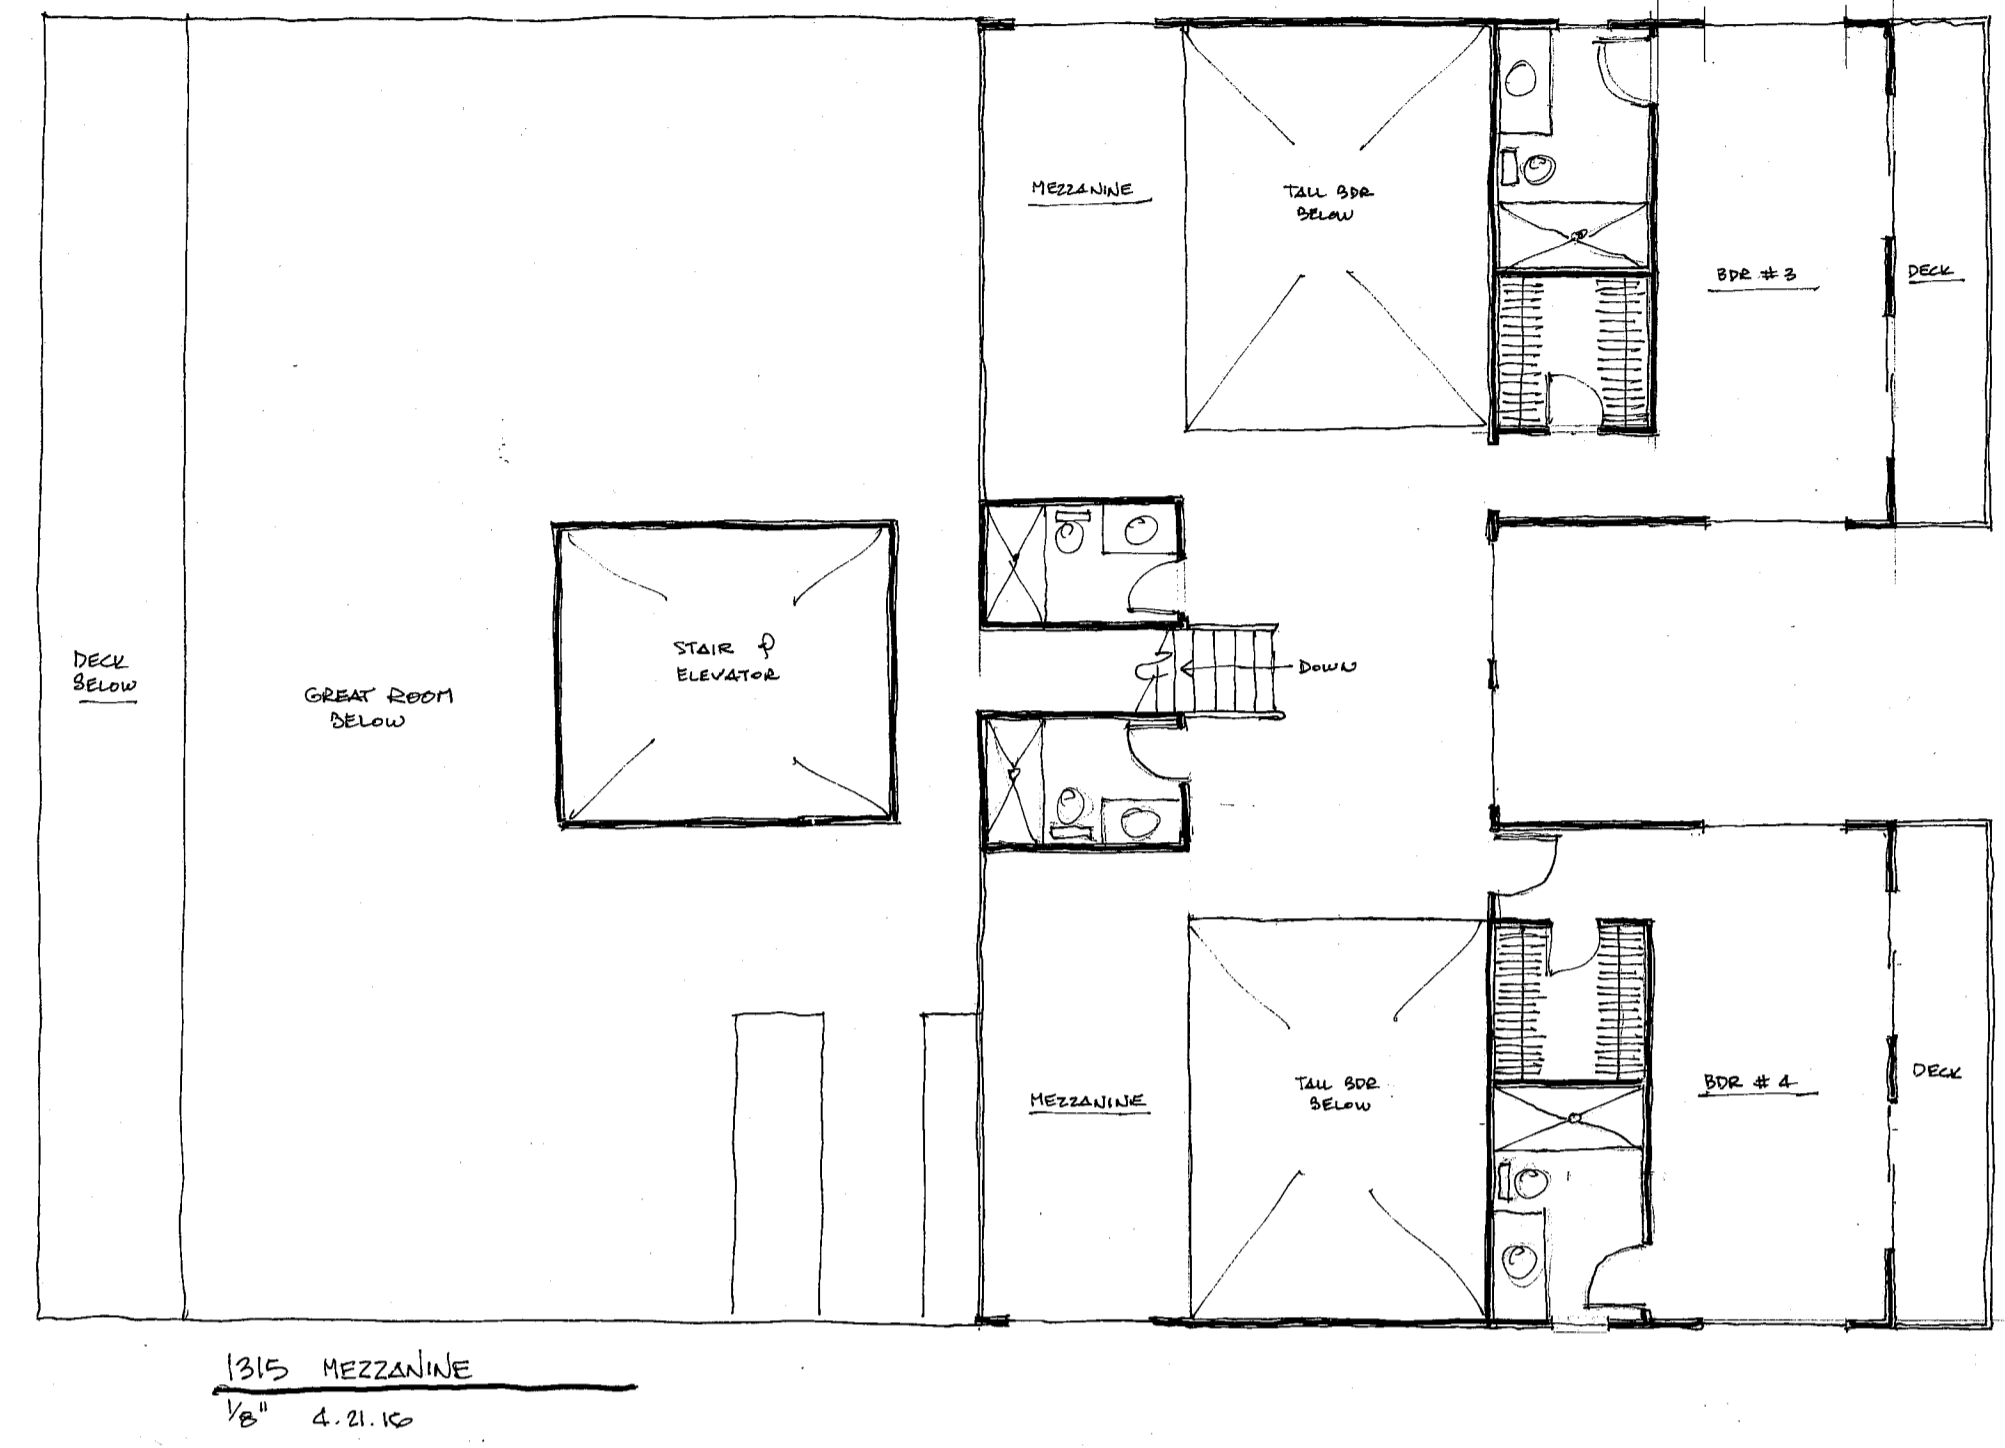 MEZZANINE
TALL BDR
BELOW
BDR # 3
DECK
STAIR &
ELEVATOR
DOWN
DECK
BELOW
GREAT ROOM
BELOW
MEZZANINE
TALL BDR
BELOW
BDR # 4
DECK
1315 MEZZANINE
1/8" 4.21.16